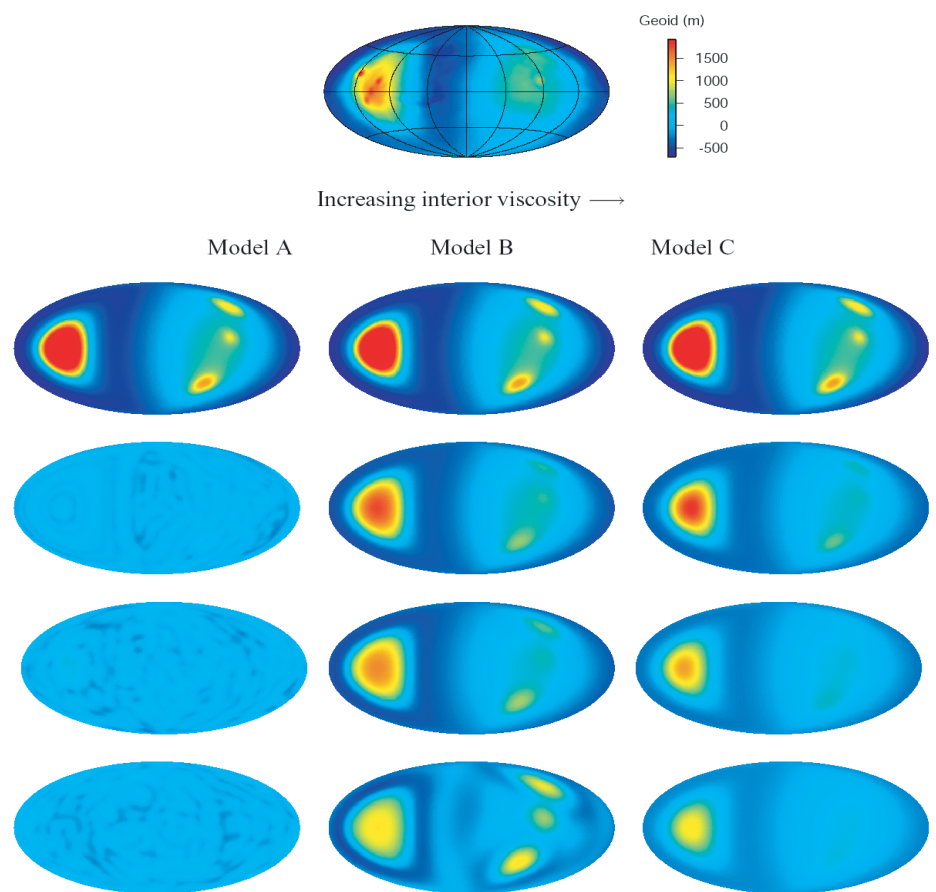 Geoid (m)
1500
1000
500
0
-500
Increasing interior viscosity →
Model A Model B Model C